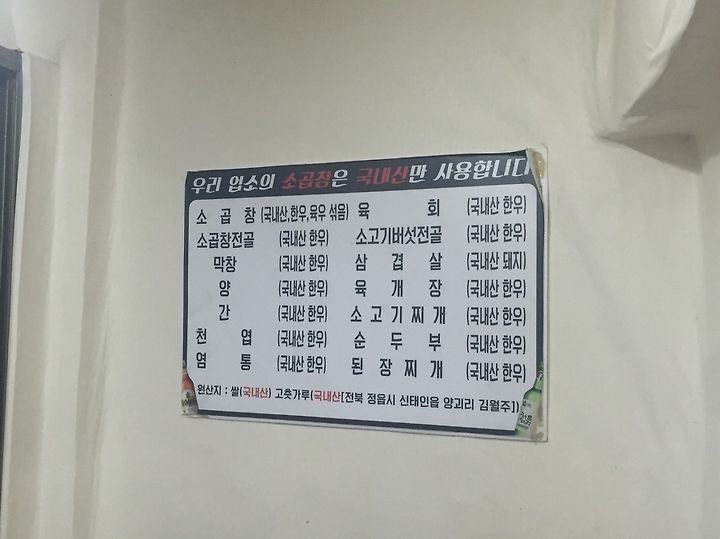 우리 업소의 소곱창은 국내산만 사용합니다
소 곱 창 (국내산,한우,육우 섞음) 육 회 (국내산 한우)
소곱창전골 (국내산 한우) 소고기버섯전골 (국내산 한우)
막창 (국내산 한우) 삼 겹 살 (국내산 돼지)
양 (국내산 한우) 육 개 장 (국내산 한우)
간 (국내산 한우) 소 고 기 찌 개 (국내산 한우)
천 엽 (국내산 한우) 순 두 부 (국내산 한우)
염 통 (국내산 한우) 된 장 찌 개 (국내산 한우)
원산지 : 쌀(국내산) 고춧가루(국내산[전북 정읍시 신태인읍 양괴리 김월주])